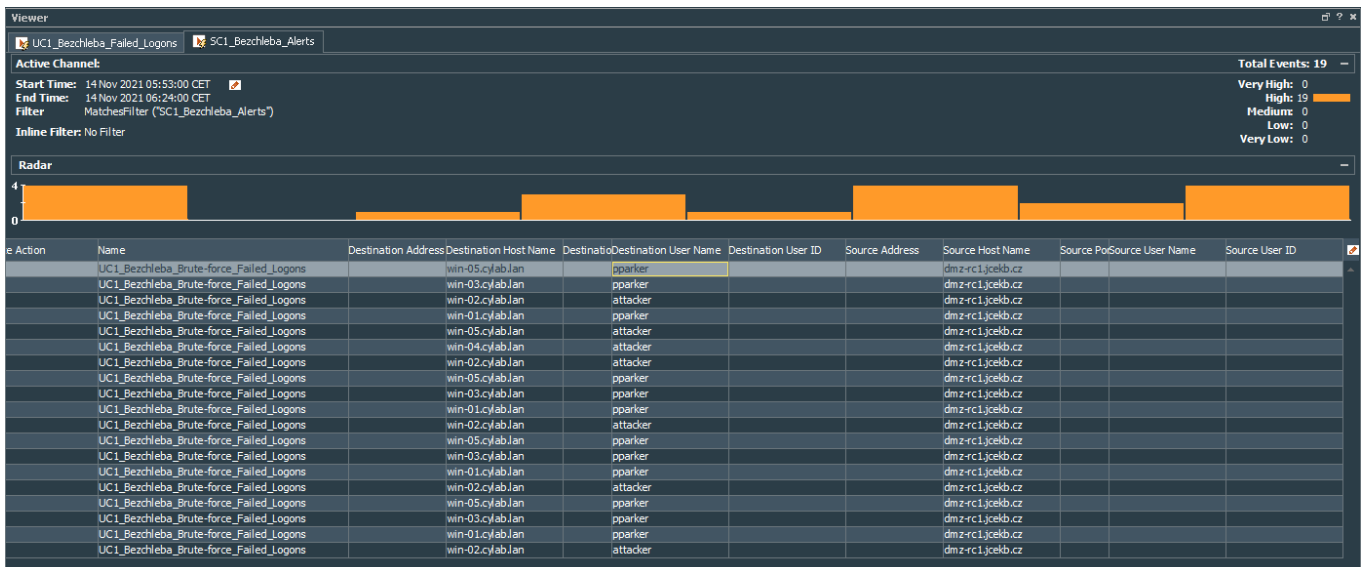 Viewer
UC1_Bezchleba_Failed_Logons SC1_Bezchleba_Alerts
Active Channel: Total Events: 19
Start Time: 14 Nov 2021 05:53:00 CET Very High: 0
End Time: 14 Nov 2021 06:24:00 CET High: 19
Filter MatchesFilter ("SC1_Bezchleba_Alerts") Medium: 0
Inline Filter: No Filter Low: 0
Very Low: 0
Radar
4
0
e Action Name Destination Address Destination Host Name Destinatio Destination User Name Destination User ID Source Address Source Host Name Source Por Source User Name Source User ID
UC1_Bezchleba_Brute-force_Failed_Logons win-05.cylab.lan pparker dmz-rc1.jcekb.cz
UC1_Bezchleba_Brute-force_Failed_Logons win-03.cylab.lan pparker dmz-rc1.jcekb.cz
UC1_Bezchleba_Brute-force_Failed_Logons win-02.cylab.lan attacker dmz-rc1.jcekb.cz
UC1_Bezchleba_Brute-force_Failed_Logons win-01.cylab.lan pparker dmz-rc1.jcekb.cz
UC1_Bezchleba_Brute-force_Failed_Logons win-05.cylab.lan attacker dmz-rc1.jcekb.cz
UC1_Bezchleba_Brute-force_Failed_Logons win-04.cylab.lan attacker dmz-rc1.jcekb.cz
UC1_Bezchleba_Brute-force_Failed_Logons win-02.cylab.lan attacker dmz-rc1.jcekb.cz
UC1_Bezchleba_Brute-force_Failed_Logons win-05.cylab.lan pparker dmz-rc1.jcekb.cz
UC1_Bezchleba_Brute-force_Failed_Logons win-03.cylab.lan pparker dmz-rc1.jcekb.cz
UC1_Bezchleba_Brute-force_Failed_Logons win-01.cylab.lan pparker dmz-rc1.jcekb.cz
UC1_Bezchleba_Brute-force_Failed_Logons win-02.cylab.lan attacker dmz-rc1.jcekb.cz
UC1_Bezchleba_Brute-force_Failed_Logons win-05.cylab.lan pparker dmz-rc1.jcekb.cz
UC1_Bezchleba_Brute-force_Failed_Logons win-03.cylab.lan pparker dmz-rc1.jcekb.cz
UC1_Bezchleba_Brute-force_Failed_Logons win-01.cylab.lan pparker dmz-rc1.jcekb.cz
UC1_Bezchleba_Brute-force_Failed_Logons win-02.cylab.lan attacker dmz-rc1.jcekb.cz
UC1_Bezchleba_Brute-force_Failed_Logons win-05.cylab.lan pparker dmz-rc1.jcekb.cz
UC1_Bezchleba_Brute-force_Failed_Logons win-03.cylab.lan pparker dmz-rc1.jcekb.cz
UC1_Bezchleba_Brute-force_Failed_Logons win-01.cylab.lan pparker dmz-rc1.jcekb.cz
UC1_Bezchleba_Brute-force_Failed_Logons win-02.cylab.lan attacker dmz-rc1.jcekb.cz